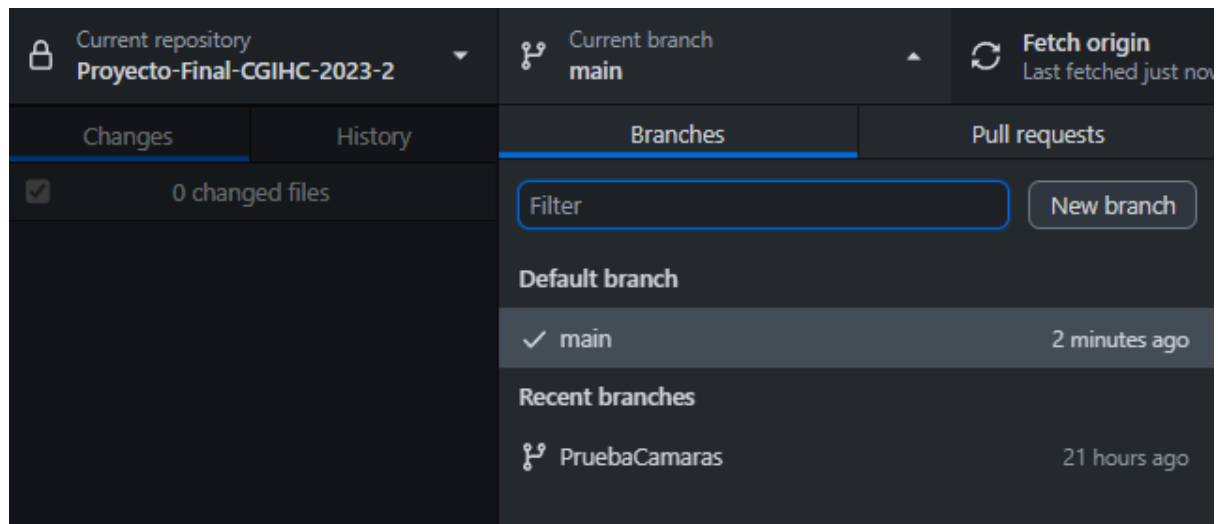 Current repository
Proyecto-Final-CGIHC-2023-2
Current branch
main
Fetch origin
Last fetched just now
Changes
History
Branches
Pull requests
0 changed files
Filter
New branch
Default branch
main
2 minutes ago
Recent branches
PruebaCamaras
21 hours ago